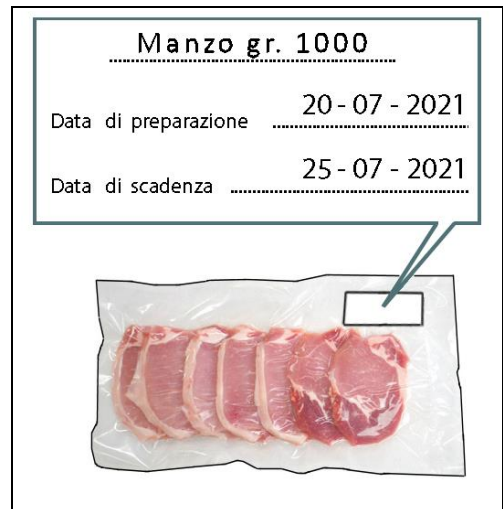 Manzo gr. 1000
Data di preparazione 20 - 07 - 2021
Data di scadenza 25 - 07 - 2021